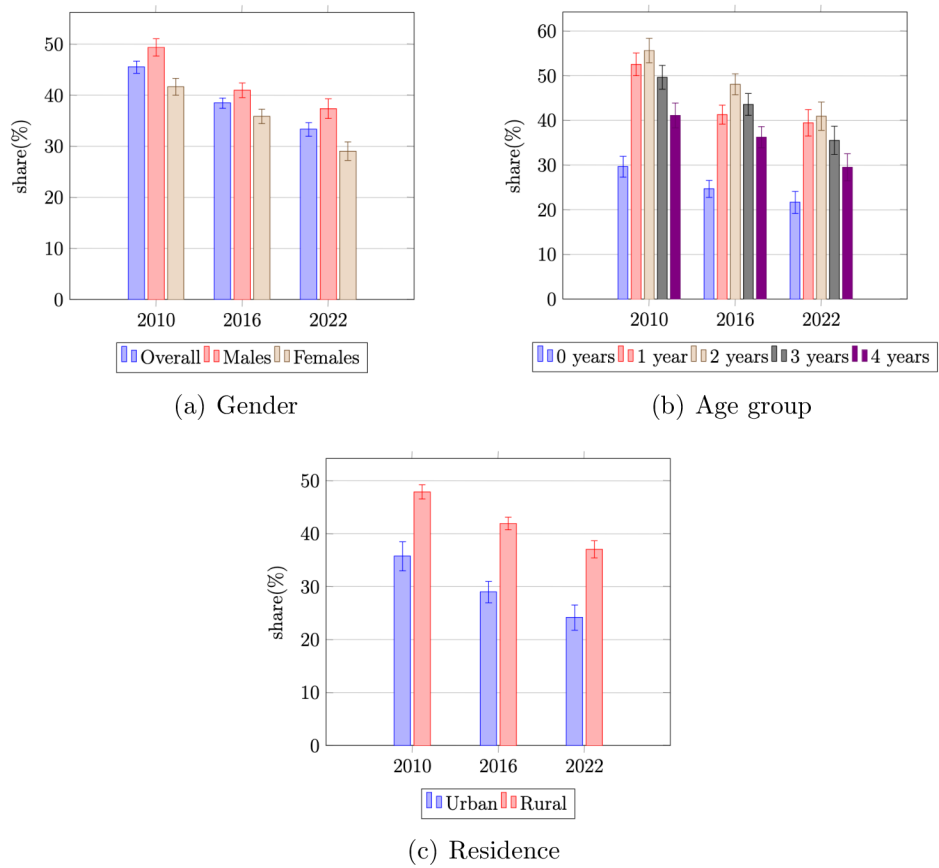 share(%)
50
40
30
20
10
0
2010 2016 2022
Overall Males Females
(a) Gender
share(%)
60
50
40
30
20
10
0
2010 2016 2022
0 years 1 year 2 years 3 years 4 years
(b) Age group
share(%)
50
40
30
20
10
0
2010 2016 2022
Urban Rural
(c) Residence